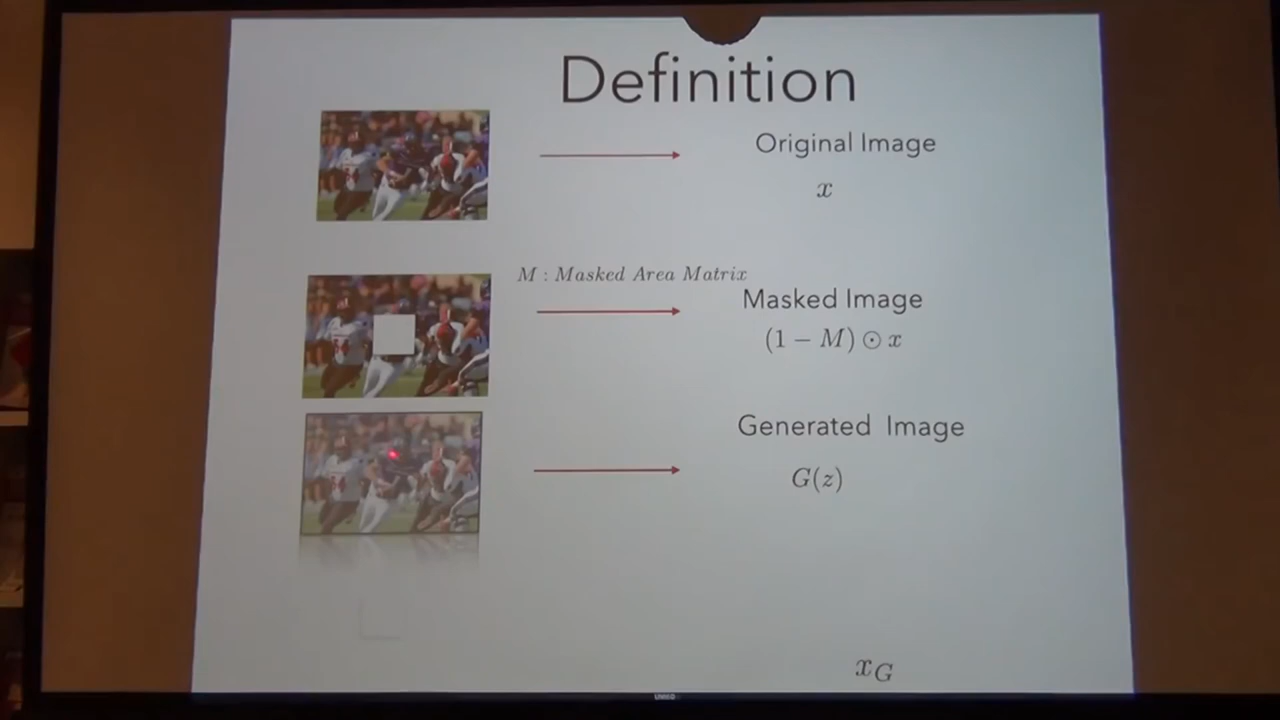 Definition
Original Image
x
M : Masked Area Matrix
Masked Image
(1 − M) ⊙ x
Generated Image
G(z)
x_G